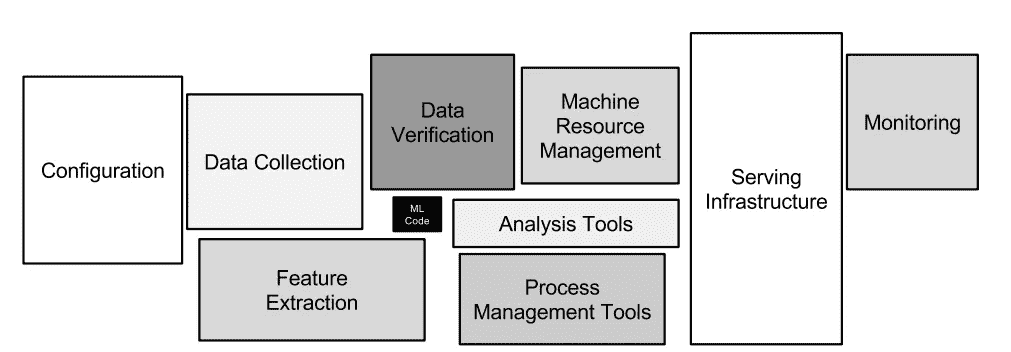 Configuration
Data Collection
Data
Verification
Machine
Resource
Management
Monitoring
Serving
Infrastructure
ML
Code
Analysis Tools
Feature
Extraction
Process
Management Tools